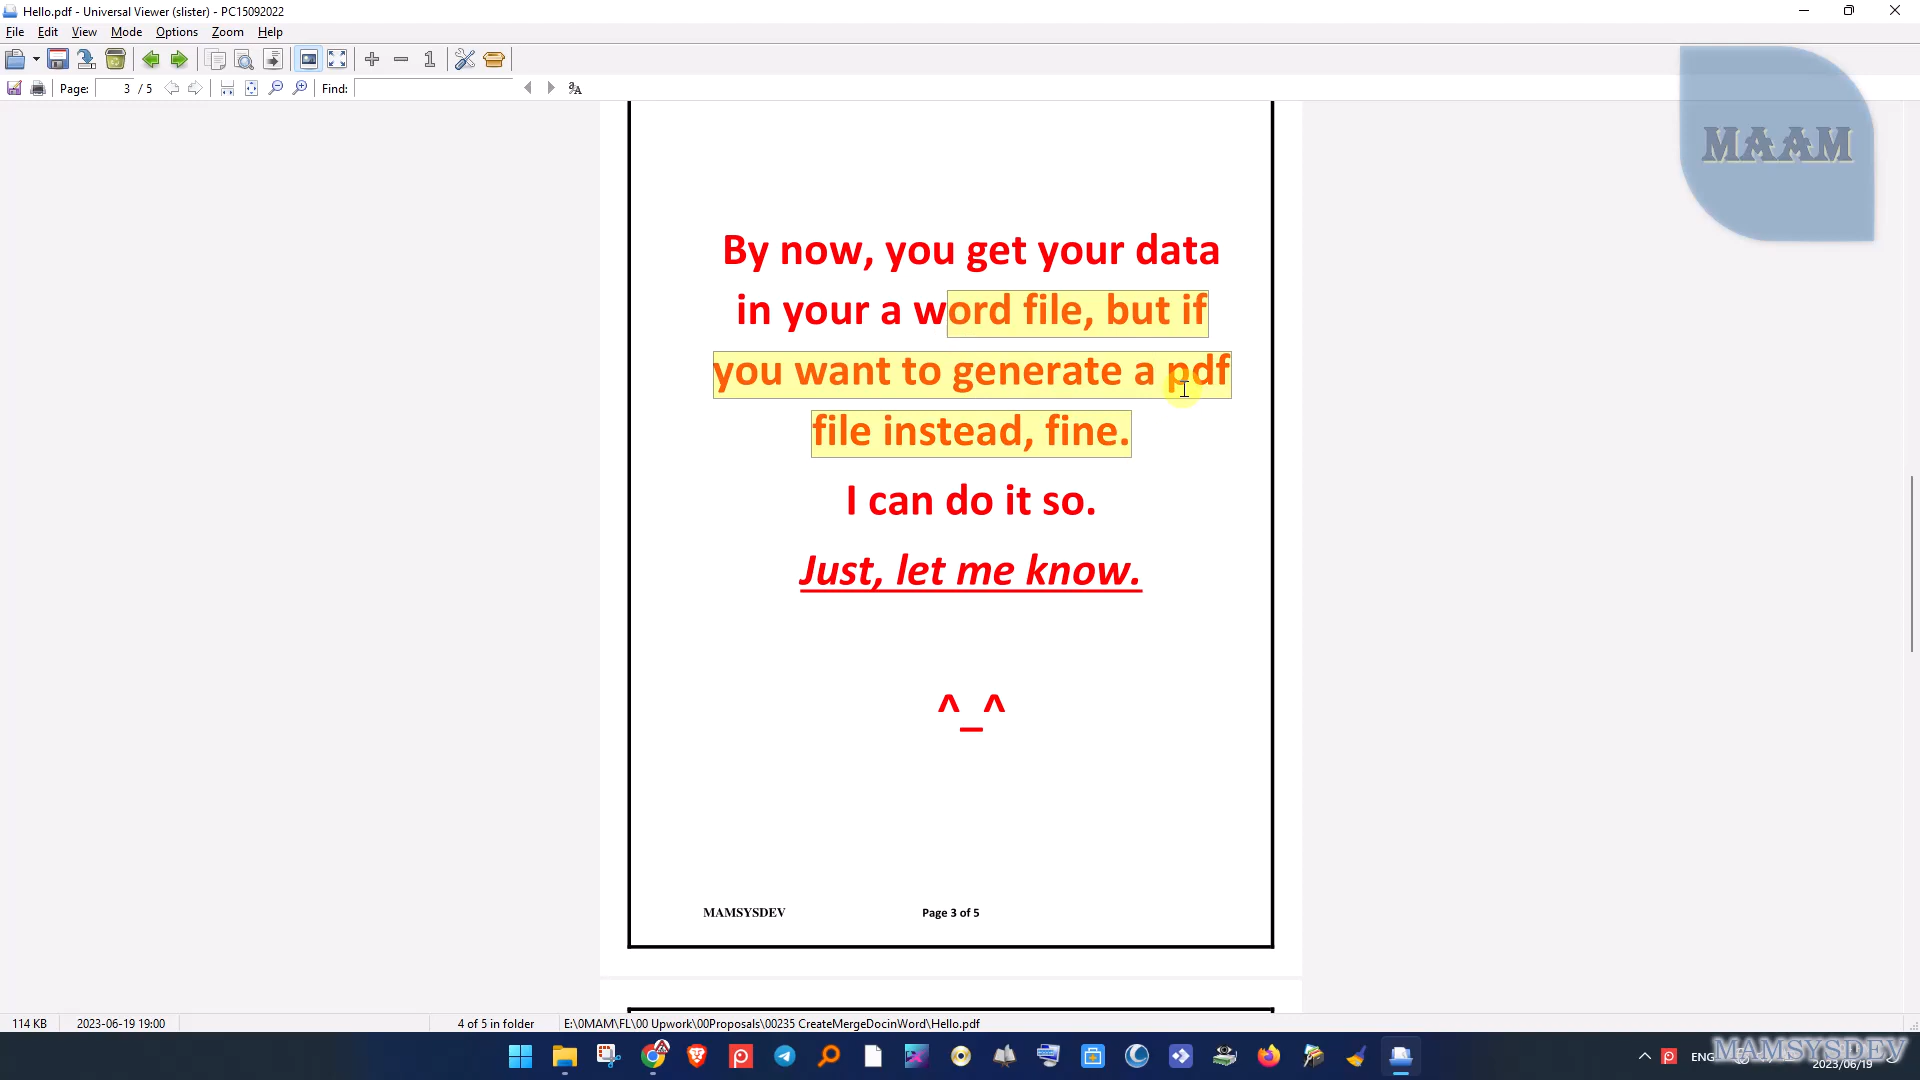 Hello.pdf - Universal Viewer (slister) - PC15092022
File Edit View Mode Options Zoom Help
1
Page: 3 / 5 Find:
MAAM
By now, you get your data
in your a word file, but if
you want to generate a pdf
file instead, fine.
I can do it so.
Just, let me know.
^_^
MAMSYSDEV Page 3 of 5
114 KB 2023-06-19 19:00 4 of 5 in folder E:\0MAM\FL\00 Upwork\00Proposals\00235 CreateMergeDocinWord\Hello.pdf
ENG
MAMSYSDEV
2023/06/19